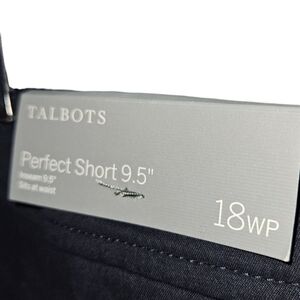 TALBOTS
Perfect Short 9.5"
Inseam 9.5"
Sits at waist
18WP